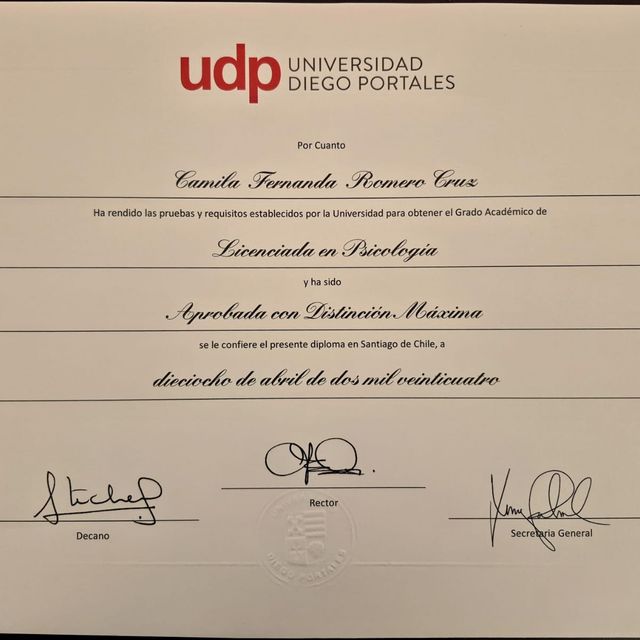 udp UNIVERSIDAD
DIEGO PORTALES
Por Cuanto
Camila Fernanda Romero Cruz
Ha rendido las pruebas y requisitos establecidos por la Universidad para obtener el Grado Académico de
Licenciada en Psicología
y ha sido
Aprobada con Distinción Máxima
se le confiere el presente diploma en Santiago de Chile, a
dieciocho de abril de dos mil veinticuatro
Rector
Decano
Secretaria General
DIEGO PORTALES